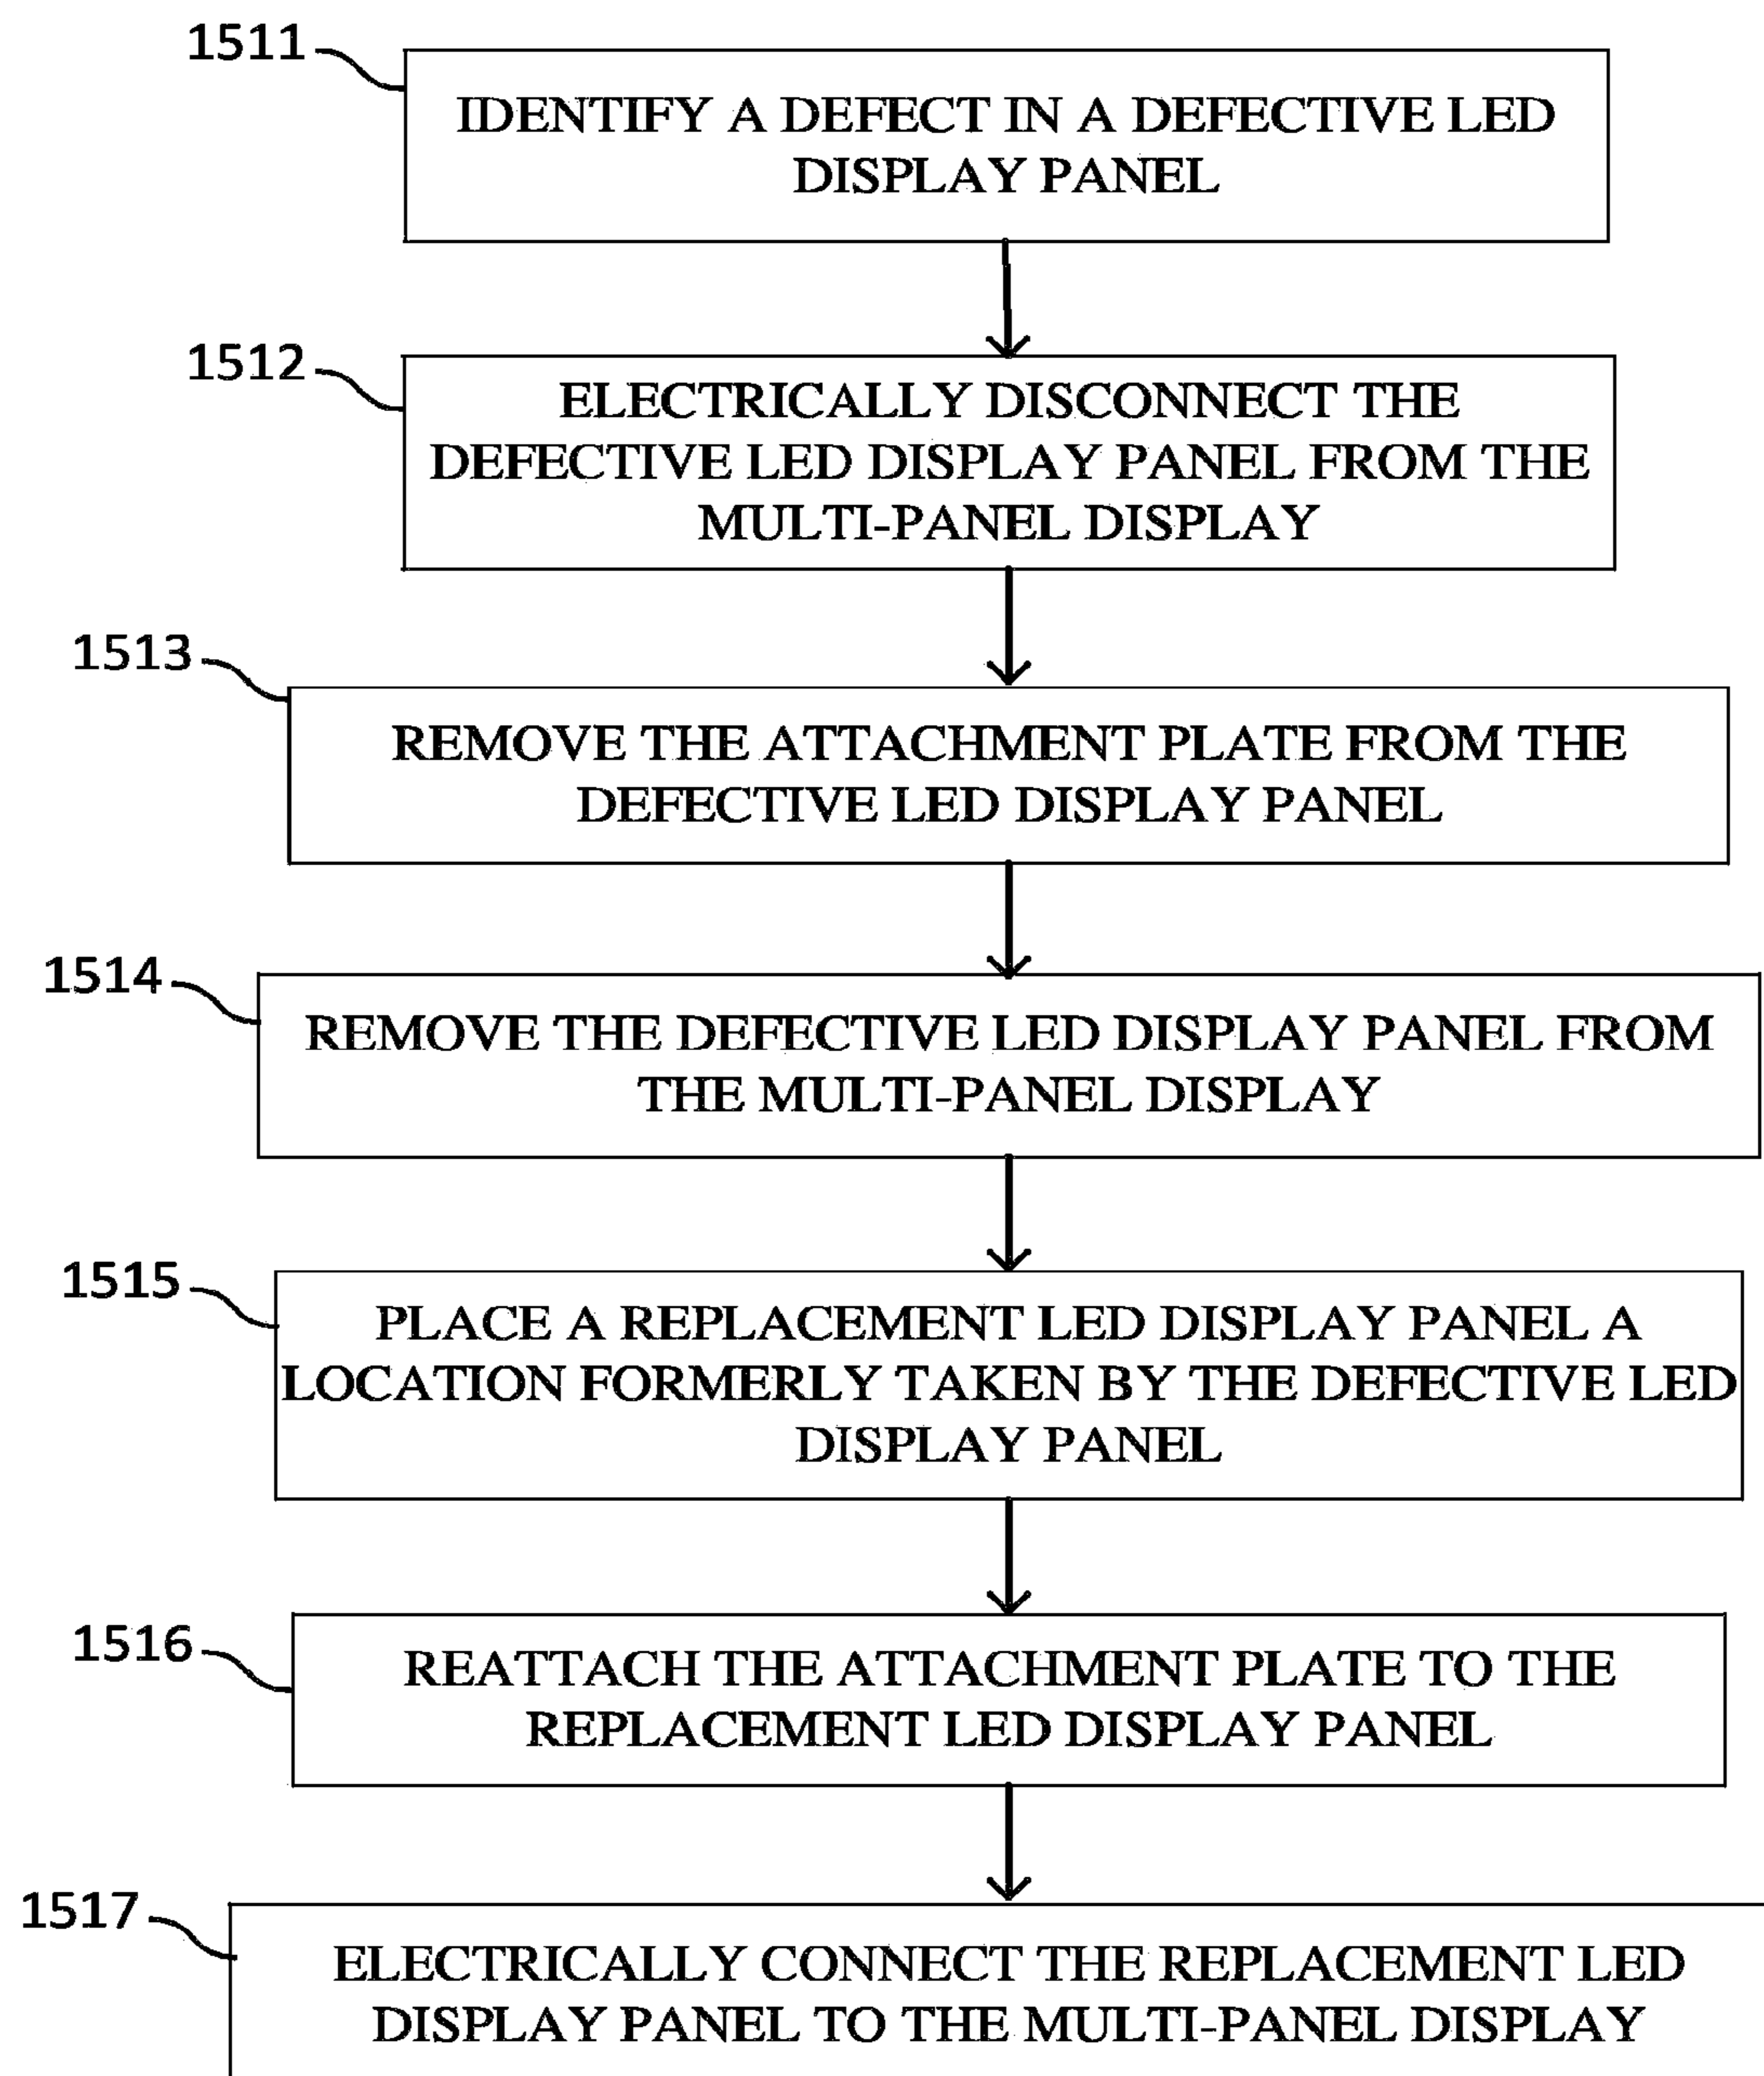 1511
IDENTIFY A DEFECT IN A DEFECTIVE LED
DISPLAY PANEL
1512
ELECTRICALLY DISCONNECT THE
DEFECTIVE LED DISPLAY PANEL FROM THE
MULTI-PANEL DISPLAY
1513
REMOVE THE ATTACHMENT PLATE FROM THE
DEFECTIVE LED DISPLAY PANEL
1514
REMOVE THE DEFECTIVE LED DISPLAY PANEL FROM
THE MULTI-PANEL DISPLAY
1515
PLACE A REPLACEMENT LED DISPLAY PANEL A
LOCATION FORMERLY TAKEN BY THE DEFECTIVE LED
DISPLAY PANEL
1516
REATTACH THE ATTACHMENT PLATE TO THE
REPLACEMENT LED DISPLAY PANEL
1517
ELECTRICALLY CONNECT THE REPLACEMENT LED
DISPLAY PANEL TO THE MULTI-PANEL DISPLAY